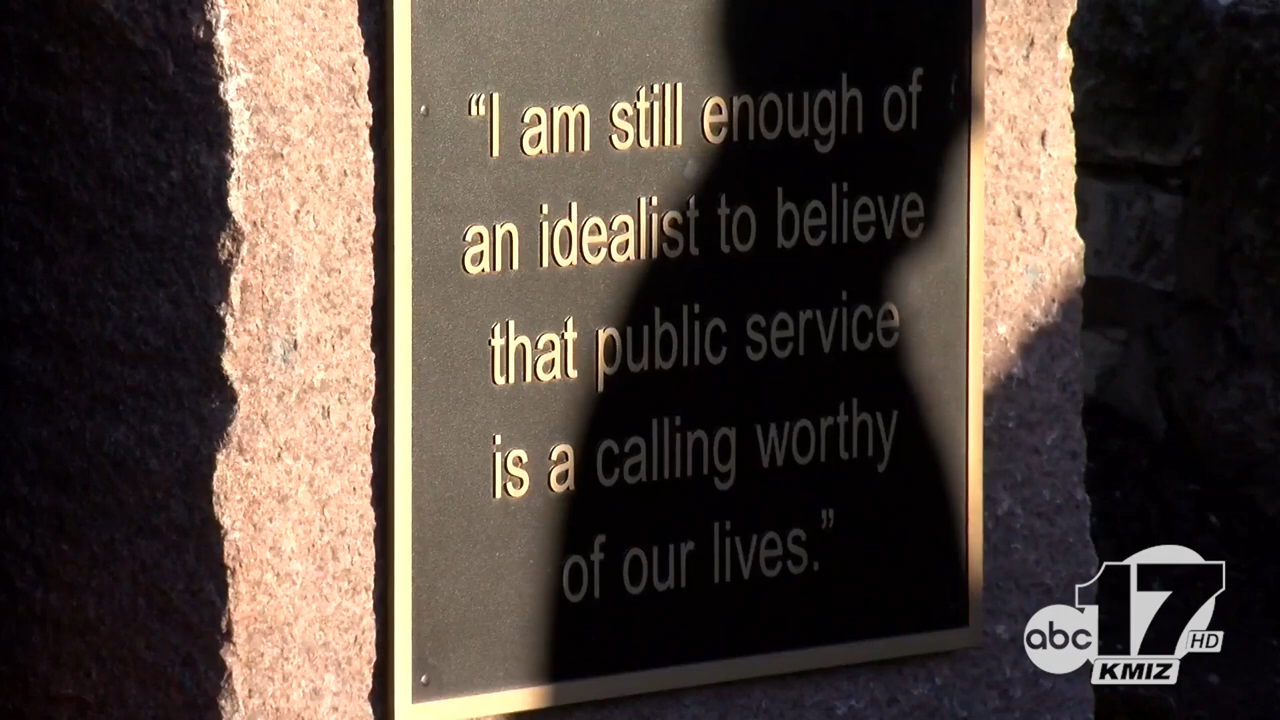 “I am still enough of
an idealist to believe
that public service
is a calling worthy
of our lives.”
abc 17 HD
KMIZ